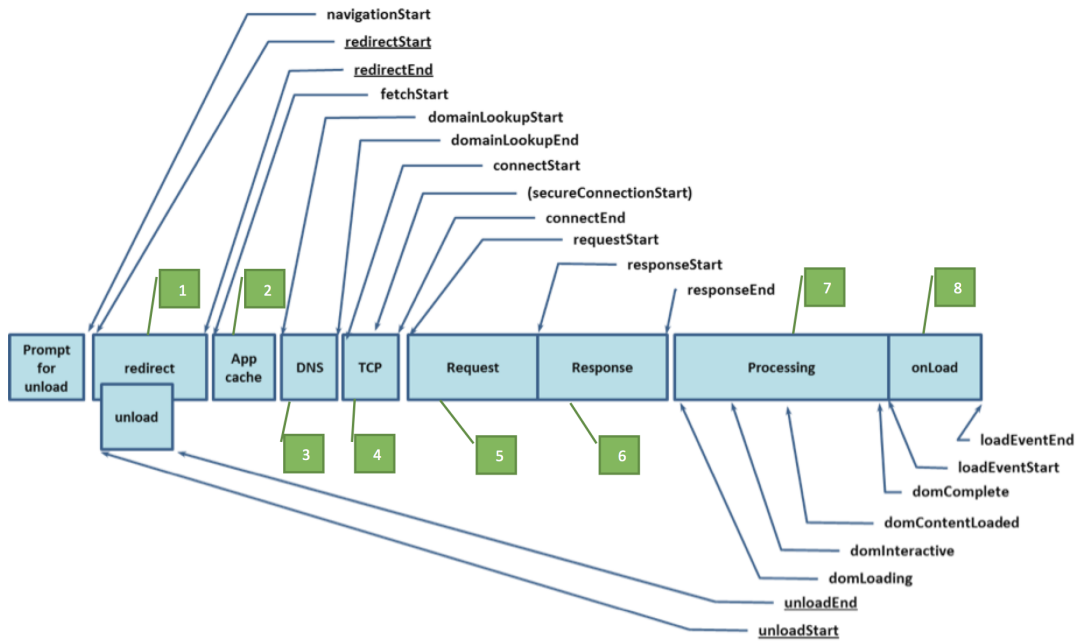 navigationStart
redirectStart
redirectEnd
fetchStart
domainLookupStart
domainLookupEnd
connectStart
(secureConnectionStart)
connectEnd
requestStart
responseStart
responseEnd
1
2
7
8
Prompt
for
unload
redirect
App
cache
DNS
TCP
Request
Response
Processing
onLoad
unload
3
4
5
6
loadEventEnd
loadEventStart
domComplete
domContentLoaded
domInteractive
domLoading
unloadEnd
unloadStart